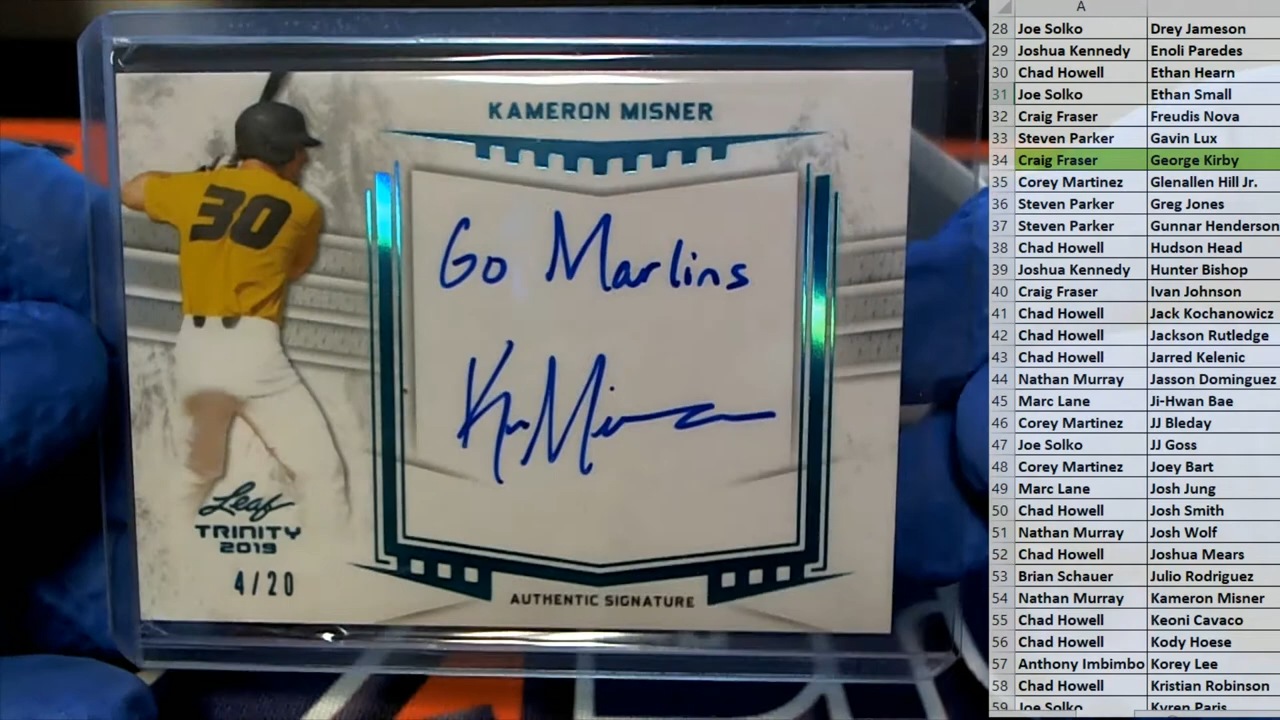 KAMERON MISNER
30
Go Marlins
Leaf
TRINITY
2019
4/20
AUTHENTIC SIGNATURE
A
28 Joe Solko Drey Jameson
29 Joshua Kennedy Enoli Paredes
30 Chad Howell Ethan Hearn
31 Joe Solko Ethan Small
32 Craig Fraser Freudis Nova
33 Steven Parker Gavin Lux
34 Craig Fraser George Kirby
35 Corey Martinez Glenallen Hill Jr.
36 Steven Parker Greg Jones
37 Steven Parker Gunnar Henderson
38 Chad Howell Hudson Head
39 Joshua Kennedy Hunter Bishop
40 Craig Fraser Ivan Johnson
41 Chad Howell Jack Kochanowicz
42 Chad Howell Jackson Rutledge
43 Chad Howell Jarred Kelenic
44 Nathan Murray Jasson Dominguez
45 Marc Lane Ji-Hwan Bae
46 Corey Martinez JJ Bleday
47 Joe Solko JJ Goss
48 Corey Martinez Joey Bart
49 Marc Lane Josh Jung
50 Chad Howell Josh Smith
51 Nathan Murray Josh Wolf
52 Chad Howell Joshua Mears
53 Brian Schauer Julio Rodriguez
54 Nathan Murray Kameron Misner
55 Chad Howell Keoni Cavaco
56 Chad Howell Kody Hoese
57 Anthony Imbimbo Korey Lee
58 Chad Howell Kristian Robinson
59 Joe Solko Kyren Paris